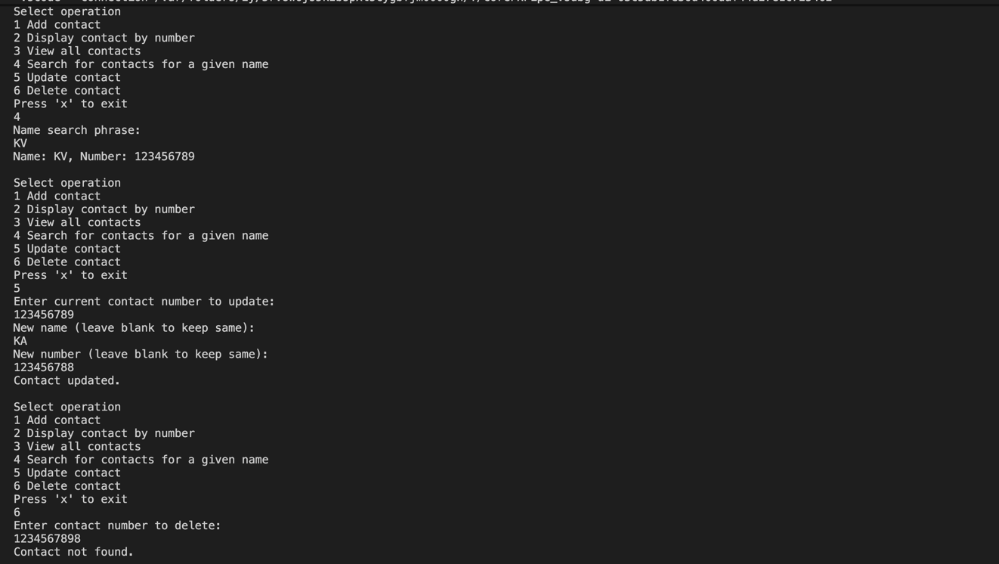 Select operation
1 Add contact
2 Display contact by number
3 View all contacts
4 Search for contacts for a given name
5 Update contact
6 Delete contact
Press 'x' to exit
4
Name search phrase:
KV
Name: KV, Number: 123456789
Select operation
1 Add contact
2 Display contact by number
3 View all contacts
4 Search for contacts for a given name
5 Update contact
6 Delete contact
Press 'x' to exit
5
Enter current contact number to update:
123456789
New name (leave blank to keep same):
KA
New number (leave blank to keep same):
123456788
Contact updated.
Select operation
1 Add contact
2 Display contact by number
3 View all contacts
4 Search for contacts for a given name
5 Update contact
6 Delete contact
Press 'x' to exit
6
Enter contact number to delete:
1234567898
Contact not found.